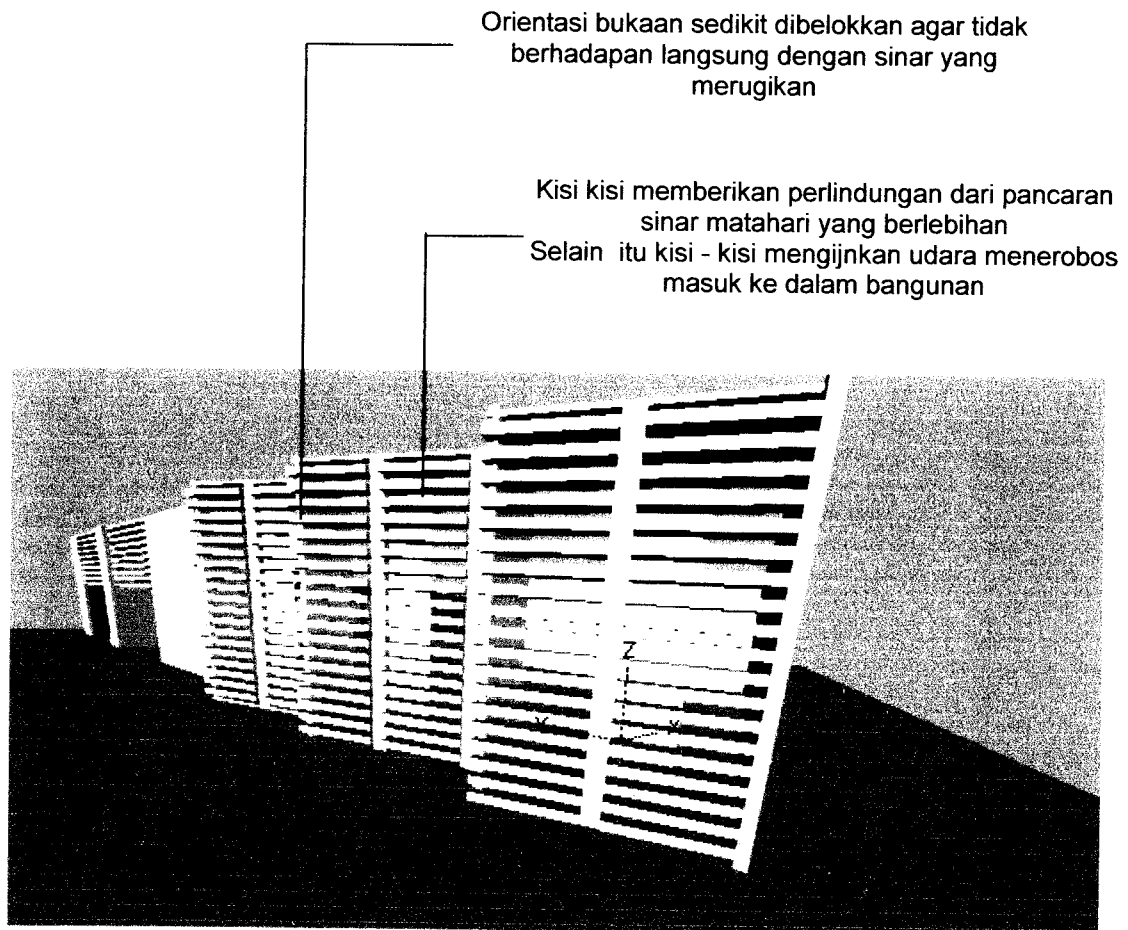 Orientasi bukaan sedikit dibelokkan agar tidak
berhadapan langsung dengan sinar yang
merugikan
Kisi kisi memberikan perlindungan dari pancaran
sinar matahari yang berlebihan
Selain itu kisi - kisi mengijnkan udara menerobos
masuk ke dalam bangunan
Z